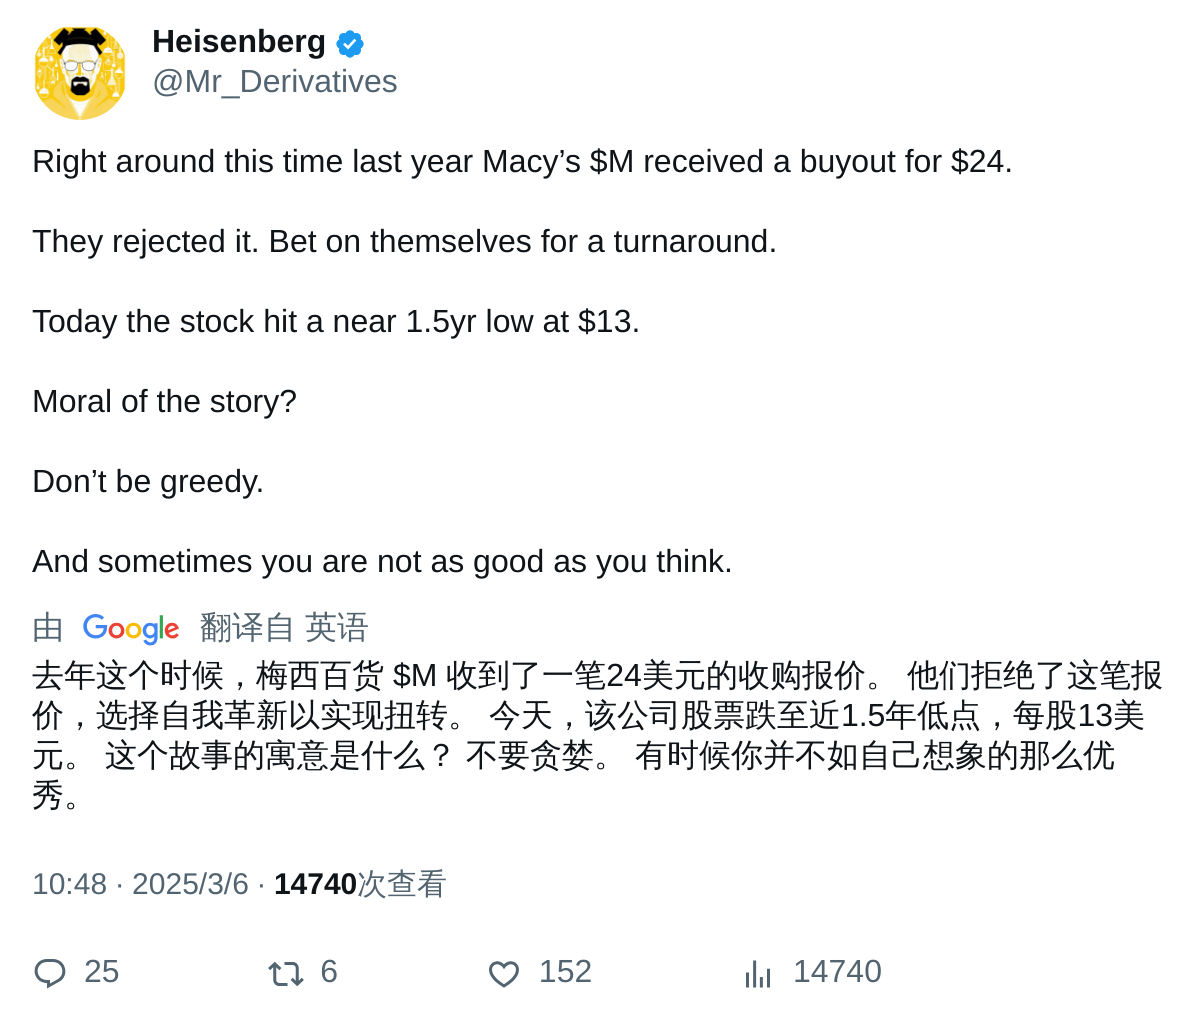 Heisenberg
@Mr_Derivatives
Right around this time last year Macy’s $M received a buyout for $24.
They rejected it. Bet on themselves for a turnaround.
Today the stock hit a near 1.5yr low at $13.
Moral of the story?
Don’t be greedy.
And sometimes you are not as good as you think.
由 Google 翻译自 英语
去年这个时候，梅西百货 $M 收到了一笔24美元的收购报价。 他们拒绝了这笔报
价，选择自我革新以实现扭转。 今天，该公司股票跌至近1.5年低点，每股13美
元。 这个故事的寓意是什么？ 不要贪婪。 有时候你并不如自己想象的那么优
秀。
10:48 · 2025/3/6 · 14740次查看
25 6 152 14740